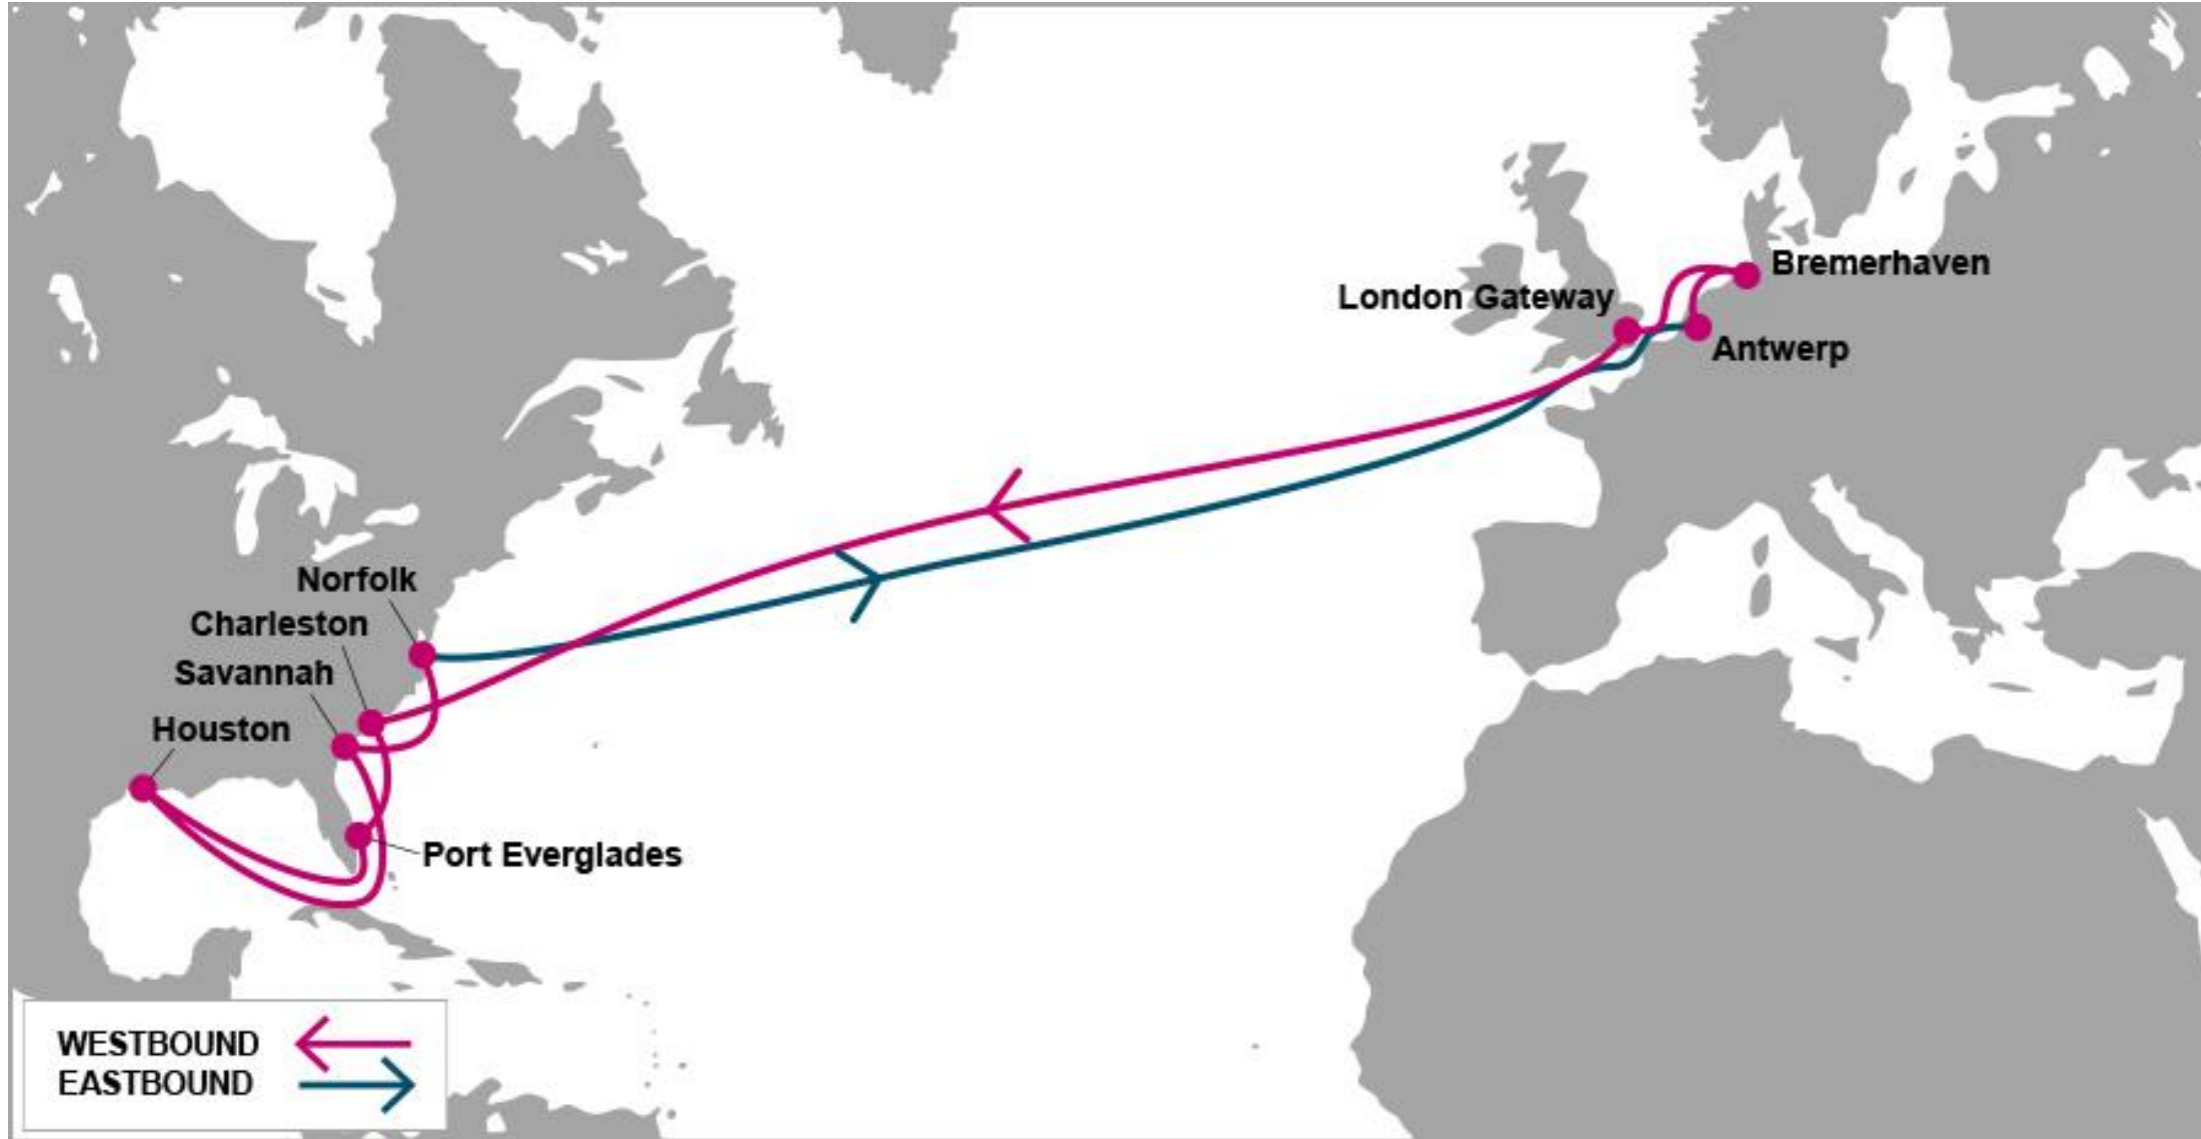 Bremerhaven
London Gateway
Antwerp
Norfolk
Charleston
Savannah
Houston
Port Everglades
WESTBOUND
EASTBOUND